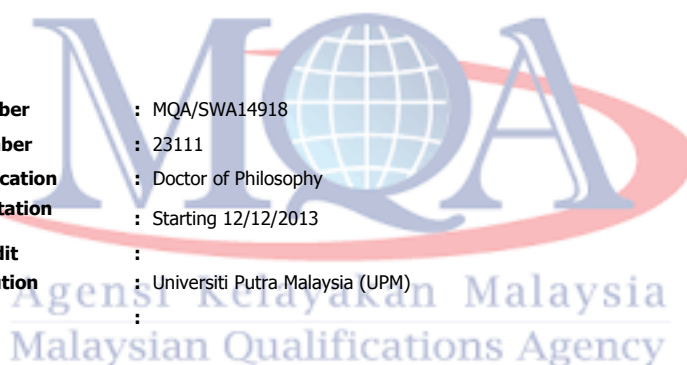 MQA
ber : MQA/SWA14918
ber : 23111
cation : Doctor of Philosophy
tation : Starting 12/12/2013
dit :
tion : Universiti Putra Malaysia (UPM)
:
Agensi Kelayakan Malaysia
Malaysian Qualifications Agency